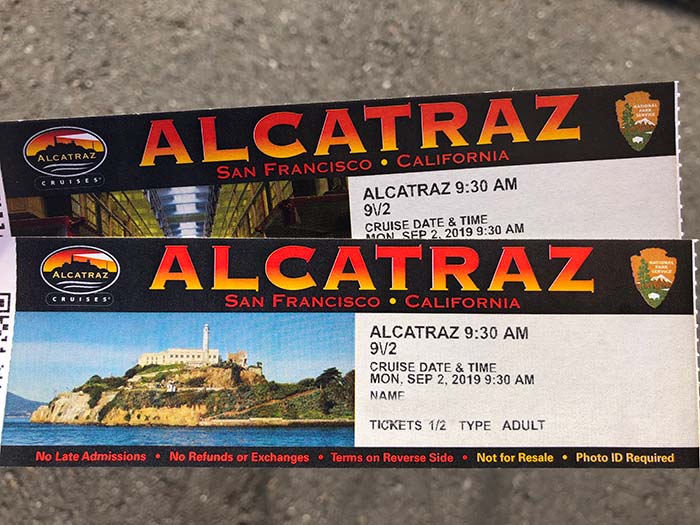 ALCATRAZ
CRUISES®
ALCATRAZ
SAN FRANCISCO • CALIFORNIA
NATIONAL
PARK
SERVICE
ALCATRAZ 9:30 AM
9\/2
CRUISE DATE & TIME
MON, SEP 2, 2019 9:30 AM
ALCATRAZ
CRUISES®
ALCATRAZ
SAN FRANCISCO • CALIFORNIA
NATIONAL
PARK
SERVICE
ALCATRAZ 9:30 AM
9\/2
CRUISE DATE & TIME
MON, SEP 2, 2019 9:30 AM
NAME
TICKETS 1/2 TYPE ADULT
No Late Admissions • No Refunds or Exchanges • Terms on Reverse Side • Not for Resale • Photo ID Required